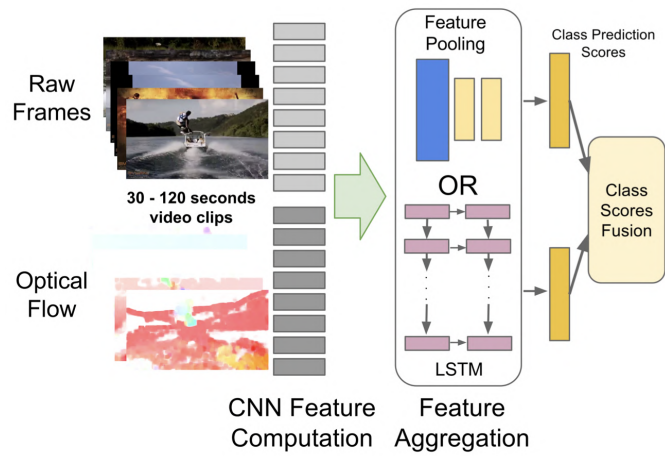 Raw
Frames
30 - 120 seconds
video clips
Optical
Flow
CNN Feature
Computation
Feature
Pooling
OR
LSTM
Feature
Aggregation
Class Prediction
Scores
Class
Scores
Fusion